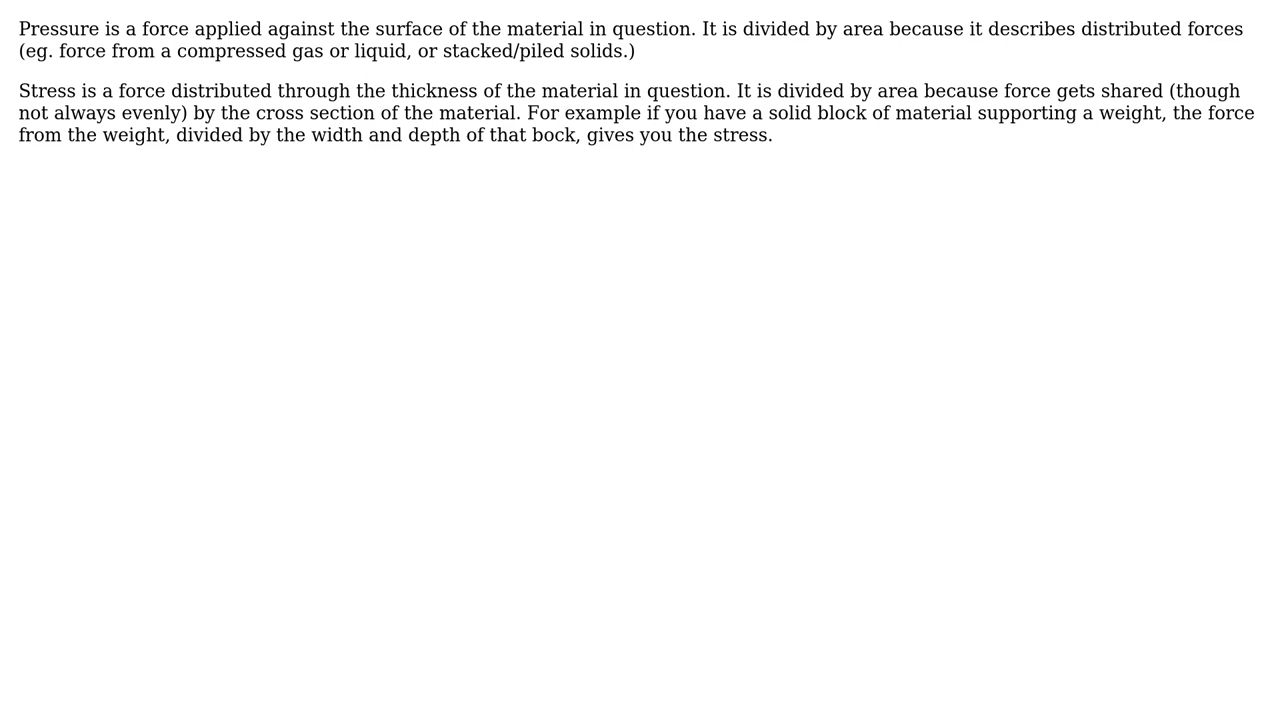 Pressure is a force applied against the surface of the material in question. It is divided by area because it describes distributed forces
(eg. force from a compressed gas or liquid, or stacked/piled solids.)
Stress is a force distributed through the thickness of the material in question. It is divided by area because force gets shared (though
not always evenly) by the cross section of the material. For example if you have a solid block of material supporting a weight, the force
from the weight, divided by the width and depth of that bock, gives you the stress.